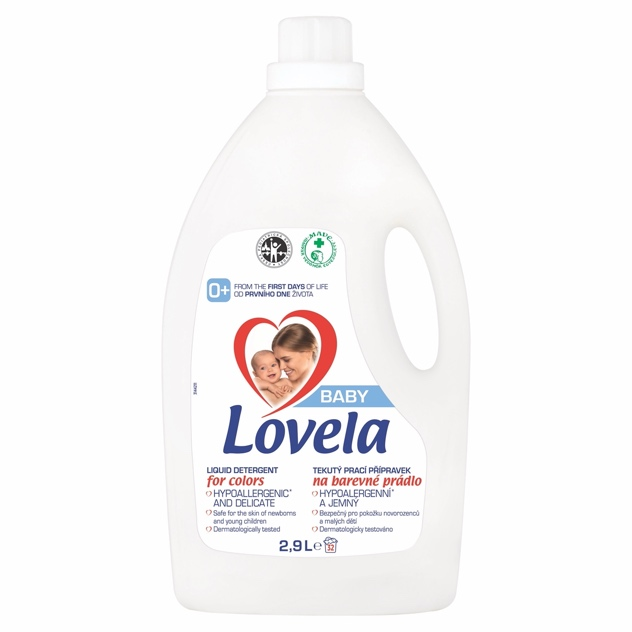 MAVC
0+
FROM THE FIRST DAYS OF LIFE
OD PRVNÍHO DNE ŽIVOTA
BABY
Lovela
LIQUID DETERGENT
for colors
HYPOALLERGENIC*
AND DELICATE
Safe for the skin of newborns
and young children
Dermatologically tested
TEKUTÝ PRACÍ PŘÍPRAVEK
na barevné prádlo
HYPOALERGENNÍ*
A JEMNÝ
Bezpečný pro pokožku novorozenců
a malých dětí
Dermatologicky testováno
2,9 L e
32